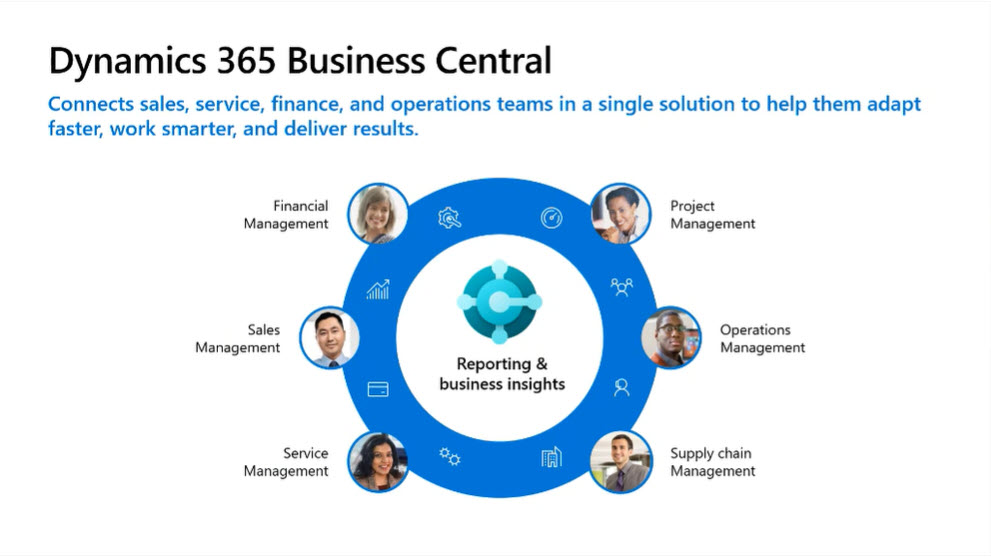 Dynamics 365 Business Central
Connects sales, service, finance, and operations teams in a single solution to help them adapt
faster, work smarter, and deliver results.
Financial
Management
Project
Management
Sales
Management
Reporting &
business insights
Operations
Management
Service
Management
Supply chain
Management